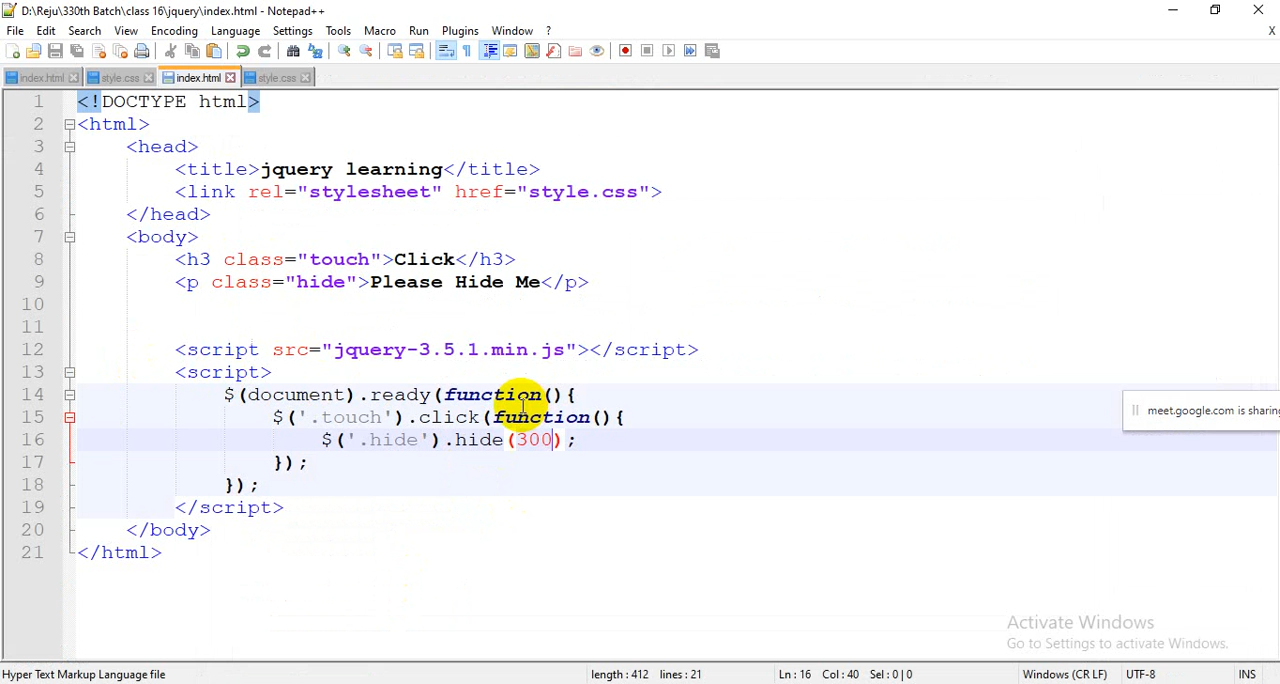 D:\Reju\330th Batch\class 16\jquery\index.html - Notepad++
File Edit Search View Encoding Language Settings Tools Macro Run Plugins Window ? X
index.html style.css index.html style.css
1 <!DOCTYPE html>
2 <html>
3 <head>
4 <title>jquery learning</title>
5 <link rel="stylesheet" href="style.css">
6 </head>
7 <body>
8 <h3 class="touch">Click</h3>
9 <p class="hide">Please Hide Me</p>
10
11
12 <script src="jquery-3.5.1.min.js"></script>
13 <script>
14 $(document).ready(function(){
15 $('.touch').click(function(){
16 $('.hide').hide(300);
17 });
18 });
19 </script>
20 </body>
21 </html>
meet.google.com is sharing
Activate Windows
Go to Settings to activate Windows.
Hyper Text Markup Language file length : 412 lines : 21 Ln : 16 Col : 40 Sel : 0 | 0 Windows (CR LF) UTF-8 INS